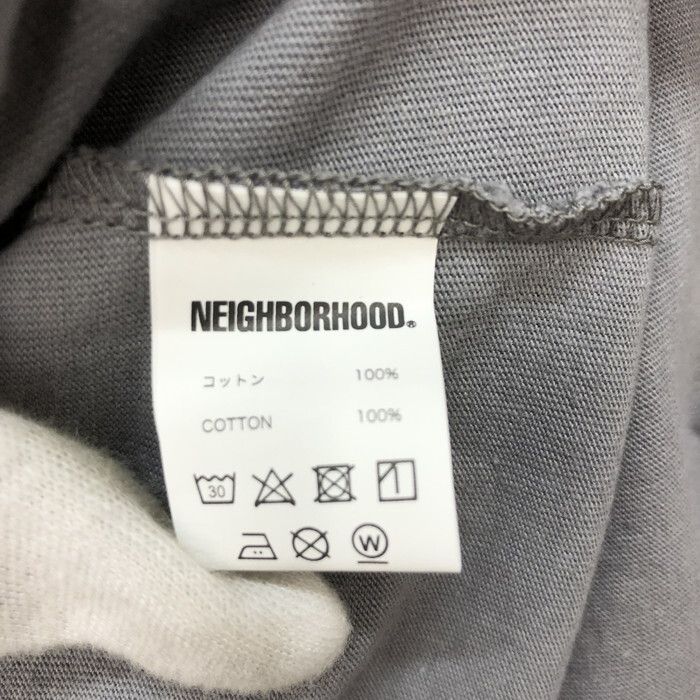 NEIGHBORHOOD®
コットン 100%
COTTON 100%
30
W